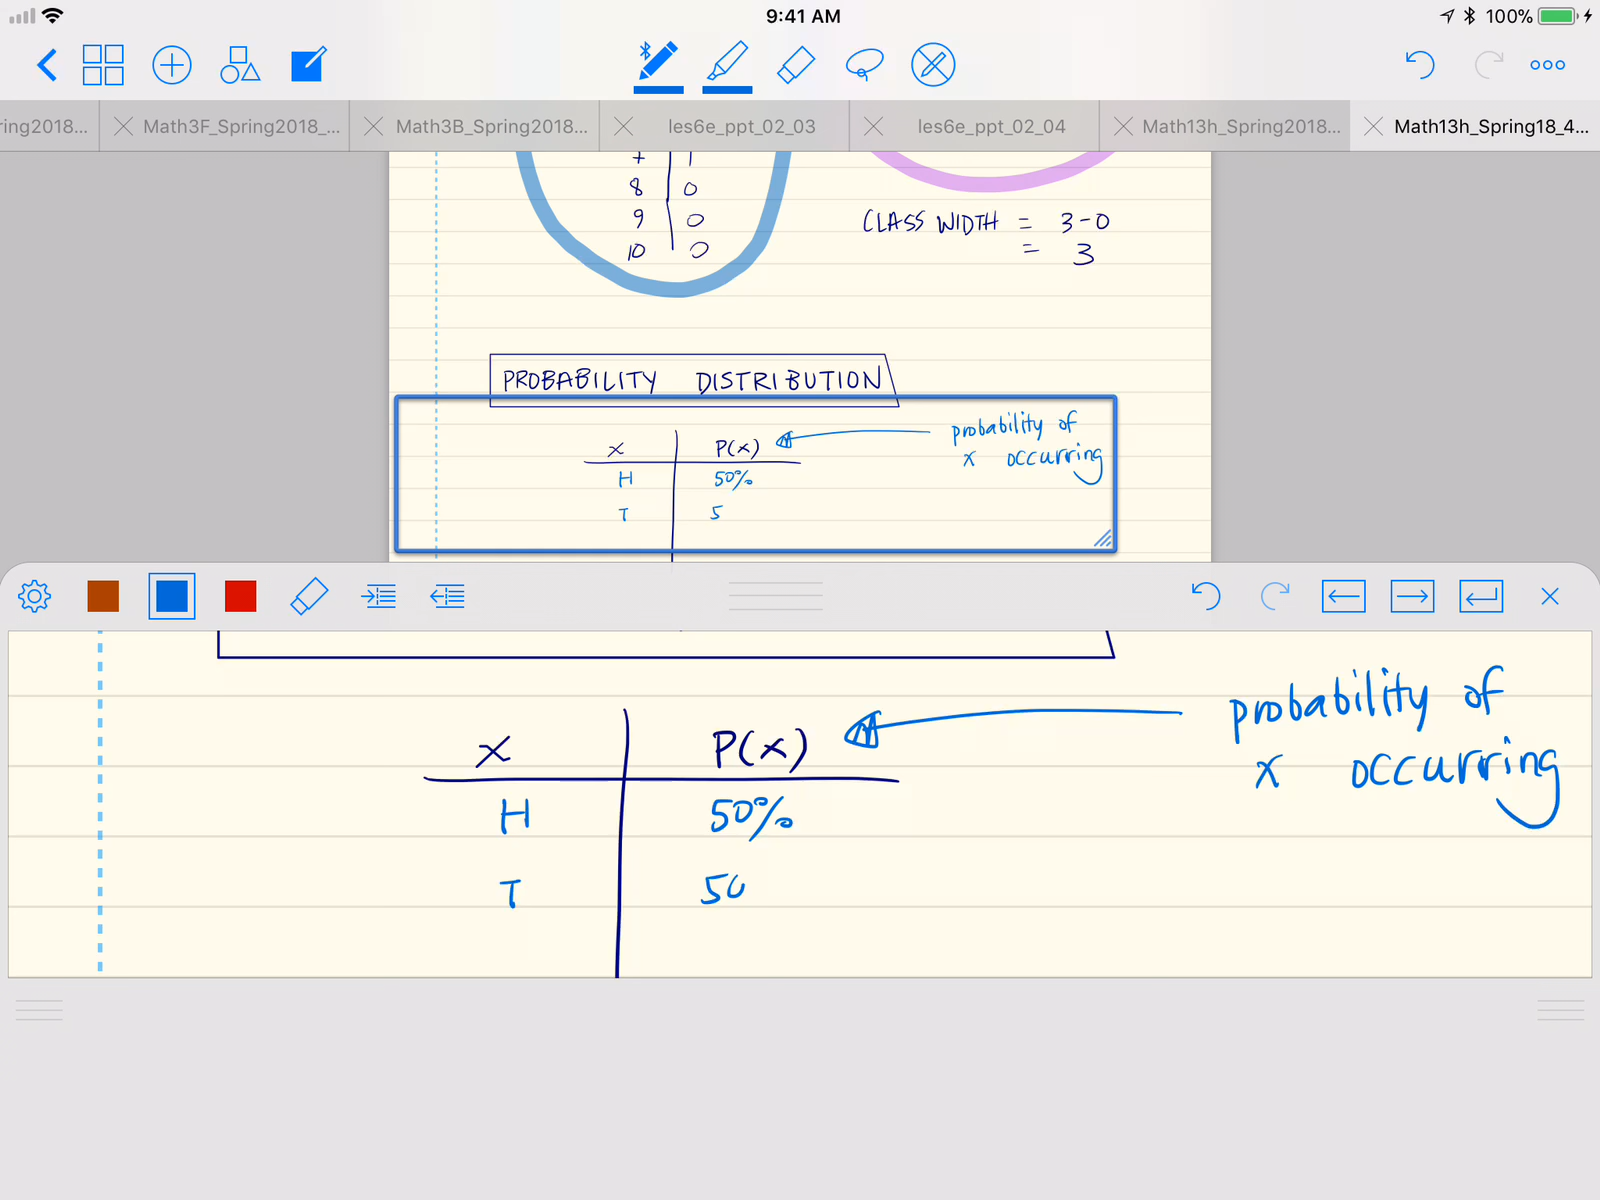 9:41 AM
100%
ring2018...
Math3F_Spring2018_...
Math3B_Spring2018...
les6e_ppt_02_03
les6e_ppt_02_04
Math13h_Spring2018...
Math13h_Spring18_4...
1
8 0
9 0
10 0
CLASS WIDTH = 3-0
= 3
PROBABILITY DISTRIBUTION
x P(x)
probability of
x occurring
H 50%
T 5
x P(x)
probability of
x occurring
H 50%
T 50